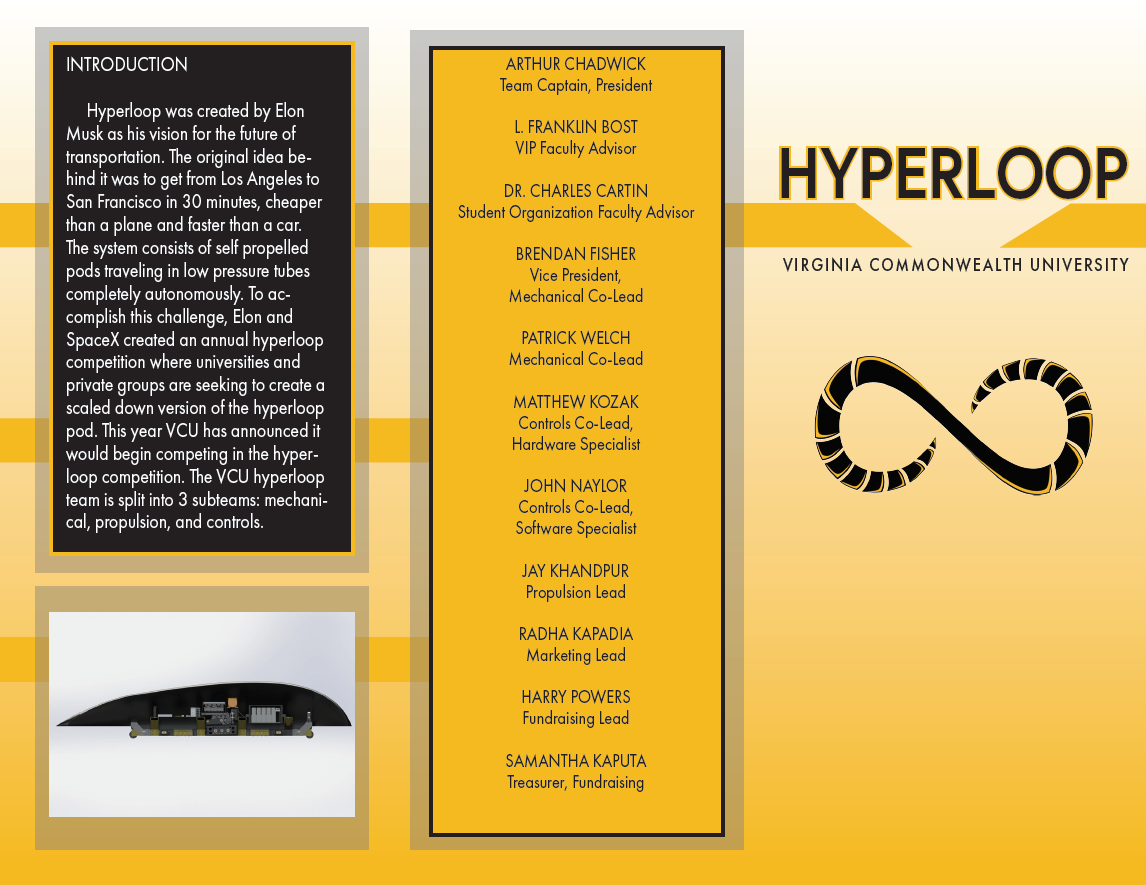 INTRODUCTION
Hyperloop was created by Elon
Musk as his vision for the future of
transportation. The original idea be-
hind it was to get from Los Angeles to
San Francisco in 30 minutes, cheaper
than a plane and faster than a car.
The system consists of self propelled
pods traveling in low pressure tubes
completely autonomously. To ac-
complish this challenge, Elon and
SpaceX created an annual hyperloop
competition where universities and
private groups are seeking to create a
scaled down version of the hyperloop
pod. This year VCU has announced it
would begin competing in the hyper-
loop competition. The VCU hyperloop
team is split into 3 subteams: mechani-
cal, propulsion, and controls.
ARTHUR CHADWICK
Team Captain, President
L. FRANKLIN BOST
VIP Faculty Advisor
DR. CHARLES CARTIN
Student Organization Faculty Advisor
BRENDAN FISHER
Vice President,
Mechanical Co-Lead
PATRICK WELCH
Mechanical Co-Lead
MATTHEW KOZAK
Controls Co-Lead,
Hardware Specialist
JOHN NAYLOR
Controls Co-Lead,
Software Specialist
JAY KHANDPUR
Propulsion Lead
RADHA KAPADIA
Marketing Lead
HARRY POWERS
Fundraising Lead
SAMANTHA KAPUTA
Treasurer, Fundraising
HYPERLOOP
VIRGINIA COMMONWEALTH UNIVERSITY